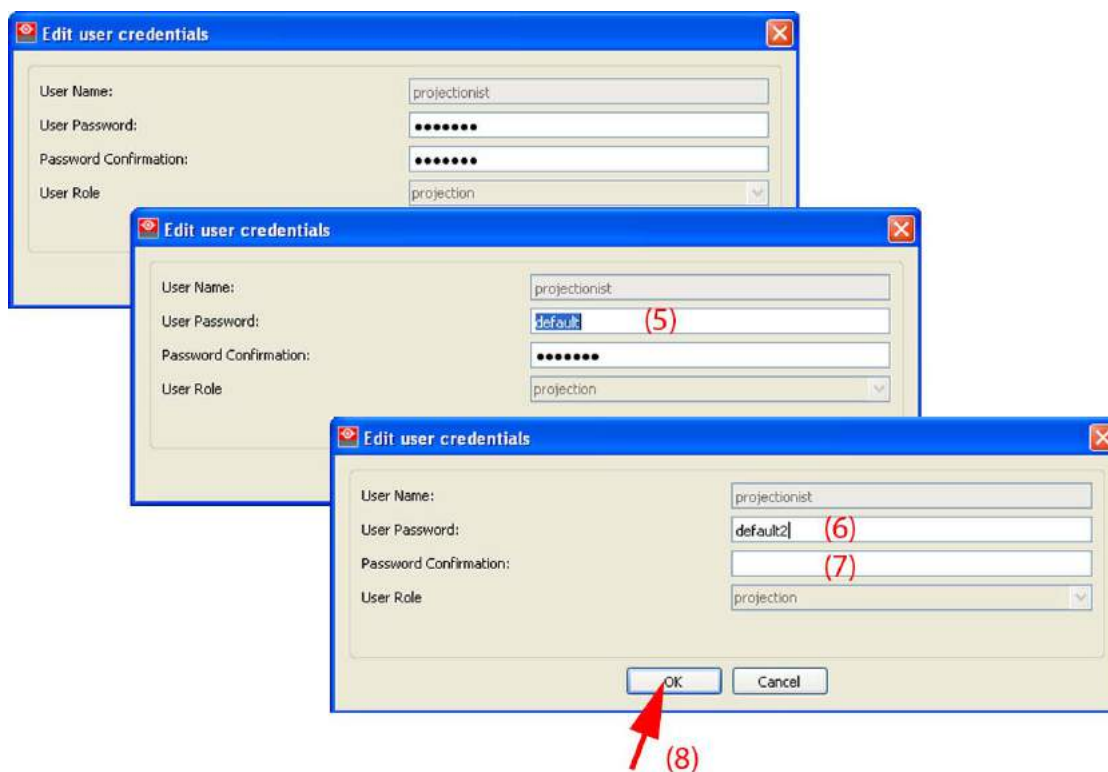 Edit user credentials
User Name: projectionist
User Password: •••••••
Password Confirmation: •••••••
User Role projection
Edit user credentials
User Name: projectionist
User Password: default (5)
Password Confirmation: •••••••
User Role projection
Edit user credentials
User Name: projectionist
User Password: default2 (6)
Password Confirmation: (7)
User Role projection
OK Cancel
(8)